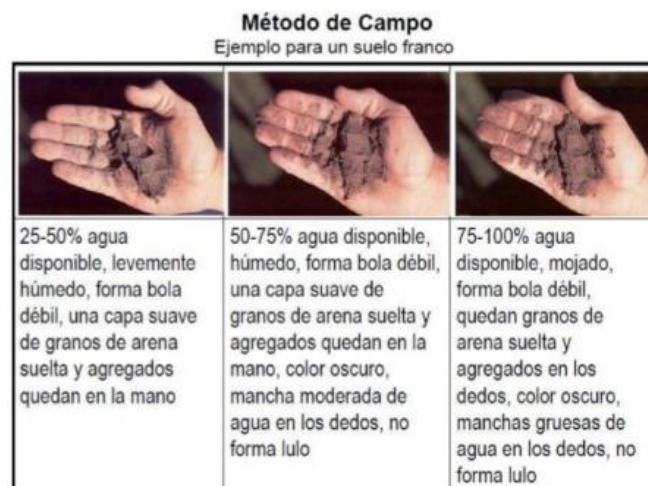 Método de Campo
Ejemplo para un suelo franco
25-50% agua
disponible, levemente
húmedo, forma bola
débil, una capa suave
de granos de arena
suelta y agregados
quedan en la mano
50-75% agua disponible,
húmedo, forma bola débil,
una capa suave de
granos de arena suelta y
agregados quedan en la
mano, color oscuro,
mancha moderada de
agua en los dedos, no
forma lulo
75-100% agua
disponible, mojado,
forma bola débil,
quedan granos de
arena suelta y
agregados en los
dedos, color oscuro,
manchas gruesas de
agua en los dedos, no
forma lulo